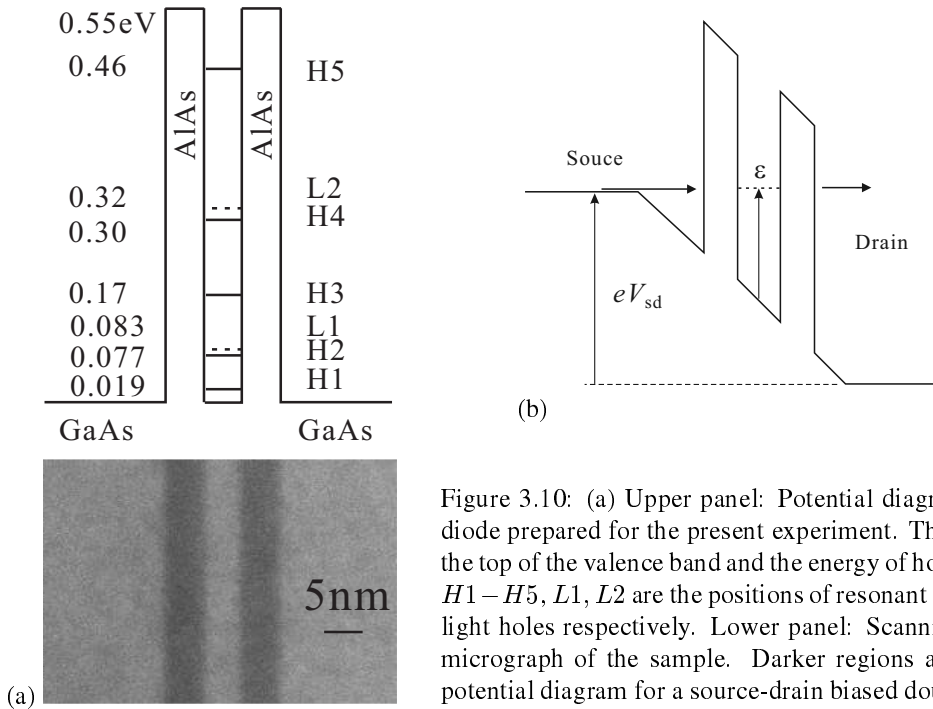 0.55eV
0.46
0.32
0.30
0.17
0.083
0.077
0.019
AlAs
AlAs
H5
L2
H4
H3
L1
H2
H1
GaAs
GaAs
5nm
(a)
Souce
ε
Drain
eVsd
(b)
Figure 3.10: (a) Upper panel: Potential diagr
diode prepared for the present experiment. Th
the top of the valence band and the energy of ho
H1−H5, L1, L2 are the positions of resonant
light holes respectively. Lower panel: Scanni
micrograph of the sample. Darker regions a
potential diagram for a source-drain biased dou